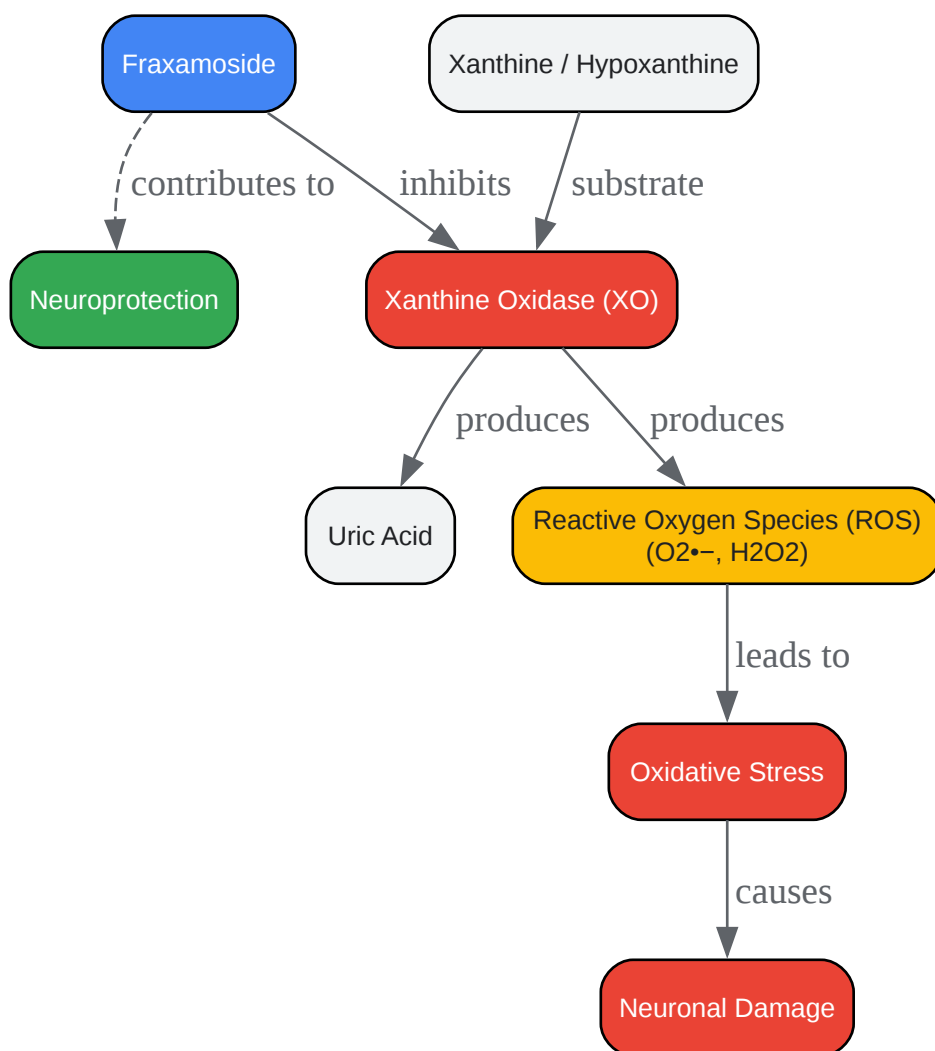 Fraxamoside
Xanthine / Hypoxanthine
contributes to
inhibits
substrate
Neuroprotection
Xanthine Oxidase (XO)
produces
produces
Uric Acid
Reactive Oxygen Species (ROS)
(O2•−, H2O2)
leads to
Oxidative Stress
causes
Neuronal Damage